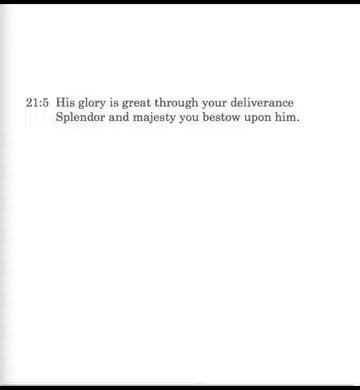 21:5 His glory is great through your deliverance
Splendor and majesty you bestow upon him.